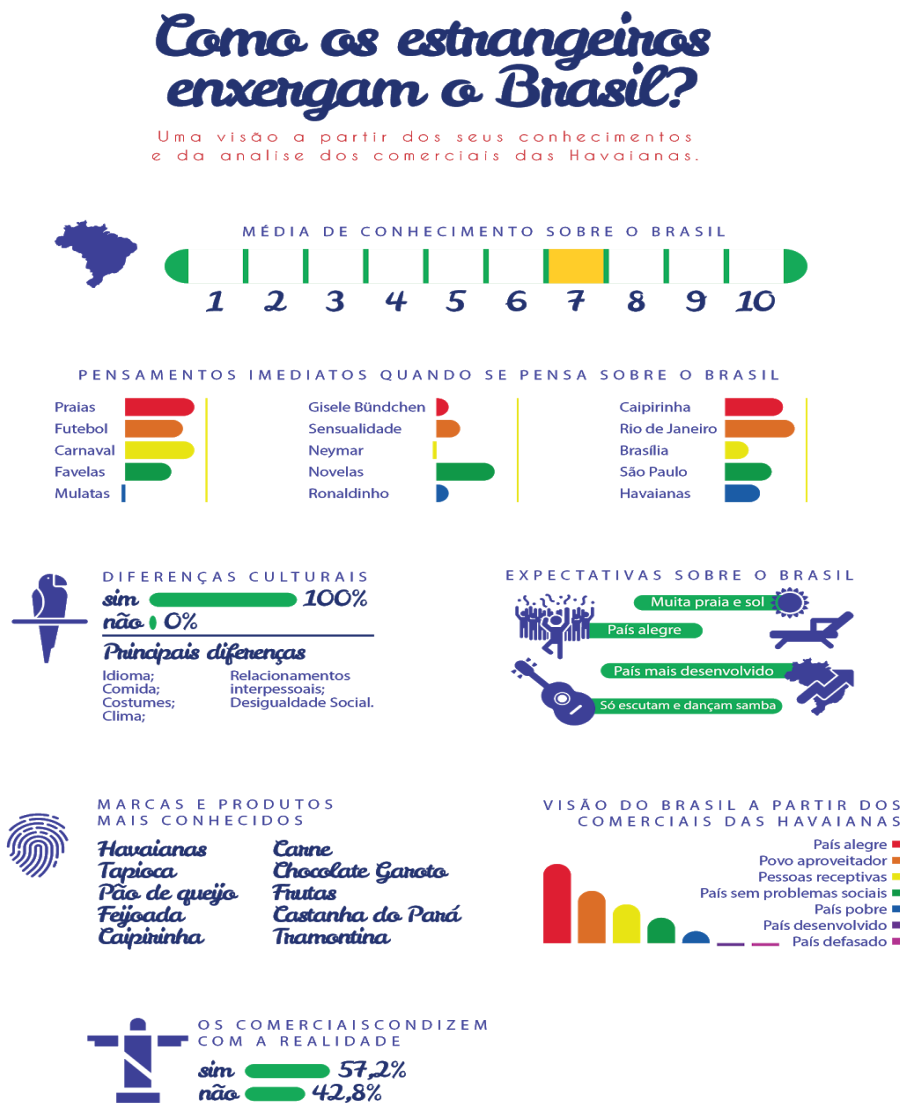 Como os estrangeiros
enxergam o Brasil?
Uma visão a partir dos seus conhecimentos
e da analise dos comerciais das Havaianas.
MÉDIA DE CONHECIMENTO SOBRE O BRASIL
1 2 3 4 5 6 7 8 9 10
PENSAMENTOS IMEDIATOS QUANDO SE PENSA SOBRE O BRASIL
Praias
Futebol
Carnaval
Favelas
Mulatas
Gisele Bündchen
Sensualidade
Neymar
Novelas
Ronaldinho
Caipirinha
Rio de Janeiro
Brasília
São Paulo
Havaianas
DIFERENÇAS CULTURAIS
sim 100%
não 0%
Principais diferenças
Idioma;
Comida;
Costumes;
Clima;
Relacionamentos
interpessoais;
Desigualdade Social.
EXPECTATIVAS SOBRE O BRASIL
Muita praia e sol
País alegre
País mais desenvolvido
Só escutam e dançam samba
MARCAS E PRODUTOS
MAIS CONHECIDOS
Havaianas
Tapioca
Pão de queijo
Feijoada
Caipirinha
Carne
Chocolate Garoto
Frutas
Castanha do Pará
Tramontina
VISÃO DO BRASIL A PARTIR DOS
COMERCIAIS DAS HAVAIANAS
País alegre
Povo aproveitador
Pessoas receptivas
País sem problemas sociais
País pobre
País desenvolvido
País defasado
OS COMERCIAISCONDIZEM
COM A REALIDADE
sim 57,2%
não 42,8%